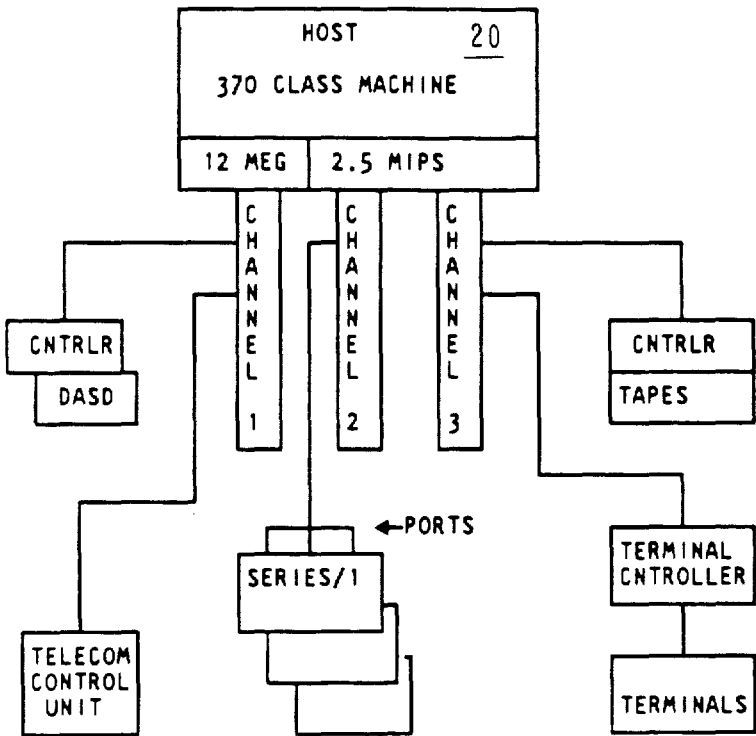 HOST 20
370 CLASS MACHINE
12 MEG 2.5 MIPS
CHANNEL 1
CHANNEL 2
CHANNEL 3
CNTRLR
DASD
CNTRLR
TAPES
←PORTS
SERIES/1
TERMINAL
CNTROLLER
TELECOM
CONTROL
UNIT
TERMINALS